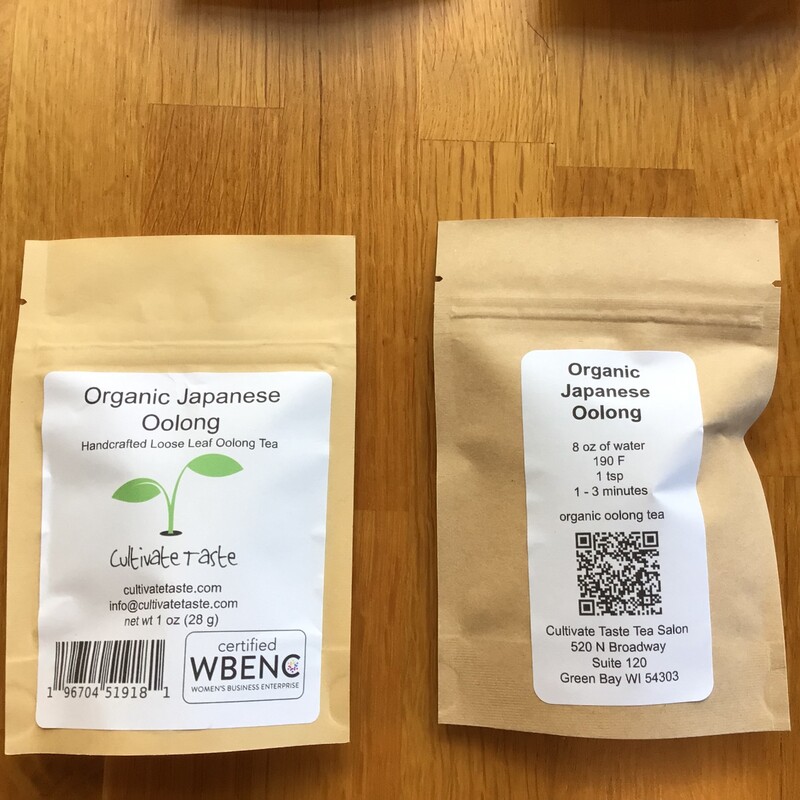 Organic Japanese
Oolong
Handcrafted Loose Leaf Oolong Tea
Cultivate Taste
cultivatetaste.com
info@cultivatetaste.com
net wt 1 oz (28 g)
1 96704 51918 1
certified
WBENC
WOMEN'S BUSINESS ENTERPRISE
Organic
Japanese
Oolong
8 oz of water
190 F
1 tsp
1 - 3 minutes
organic oolong tea
Cultivate Taste Tea Salon
520 N Broadway
Suite 120
Green Bay WI 54303